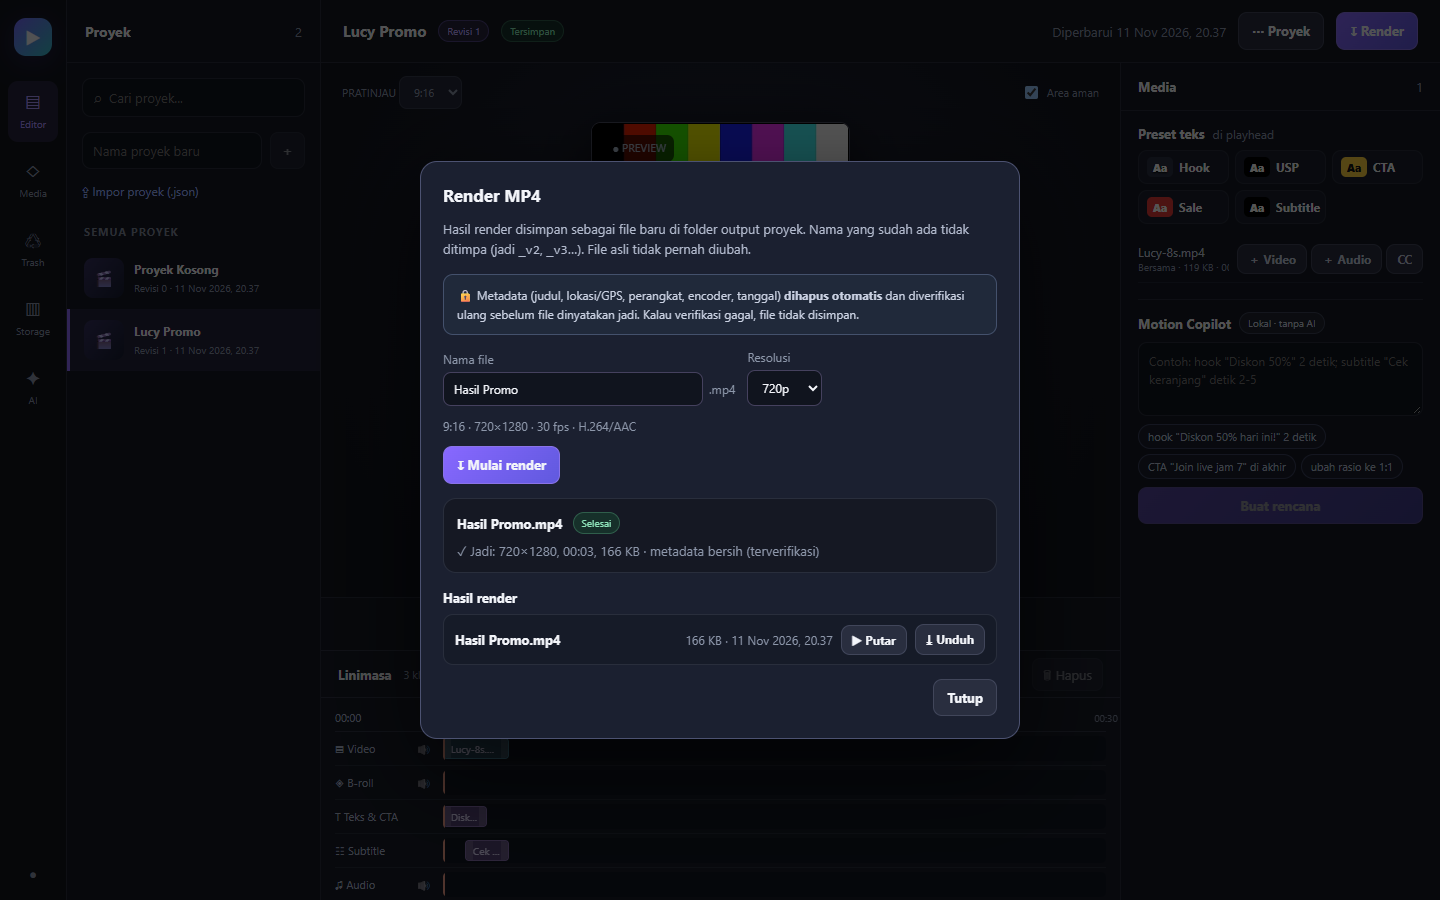 Proyek
2
Lucy Promo
Revisi 1
Tersimpan
Diperbarui 11 Nov 2026, 20.37
Proyek
Render
Editor
Media
Trash
Storage
AI
Cari proyek...
Nama proyek baru
+
Impor proyek (.json)
SEMUA PROYEK
Proyek Kosong
Revisi 0 · 11 Nov 2026, 20.37
Lucy Promo
Revisi 1 · 11 Nov 2026, 20.37
PRATINJAU
9:16
Area aman
PREVIEW
Render MP4
Hasil render disimpan sebagai file baru di folder output proyek. Nama yang sudah ada tidak
ditimpa (jadi _v2, _v3...). File asli tidak pernah diubah.
Metadata (judul, lokasi/GPS, perangkat, encoder, tanggal) dihapus otomatis dan diverifikasi
ulang sebelum file dinyatakan jadi. Kalau verifikasi gagal, file tidak disimpan.
Nama file
Resolusi
Hasil Promo
.mp4
720p
9:16 · 720×1280 · 30 fps · H.264/AAC
Mulai render
Hasil Promo.mp4
Selesai
✓ Jadi: 720×1280, 00:03, 166 KB · metadata bersih (terverifikasi)
Hasil render
Hasil Promo.mp4
166 KB · 11 Nov 2026, 20.37
Putar
Unduh
Tutup
Linimasa
Hapus
00:00
00:30
Video
Lucy-8s....
B-roll
T Teks & CTA
Disk...
Subtitle
Cek ...
Audio
Media
1
Preset teks
di playhead
Aa Hook
Aa USP
Aa CTA
Aa Sale
Aa Subtitle
Lucy-8s.mp4
Bersama · 119 KB ·
+ Video
+ Audio
CC
Motion Copilot
Lokal · tanpa AI
Contoh: hook "Diskon 50%" 2 detik; subtitle "Cek
keranjang" detik 2-5
hook "Diskon 50% hari ini!" 2 detik
CTA "Join live jam 7" di akhir
ubah rasio ke 1:1
Buat rencana